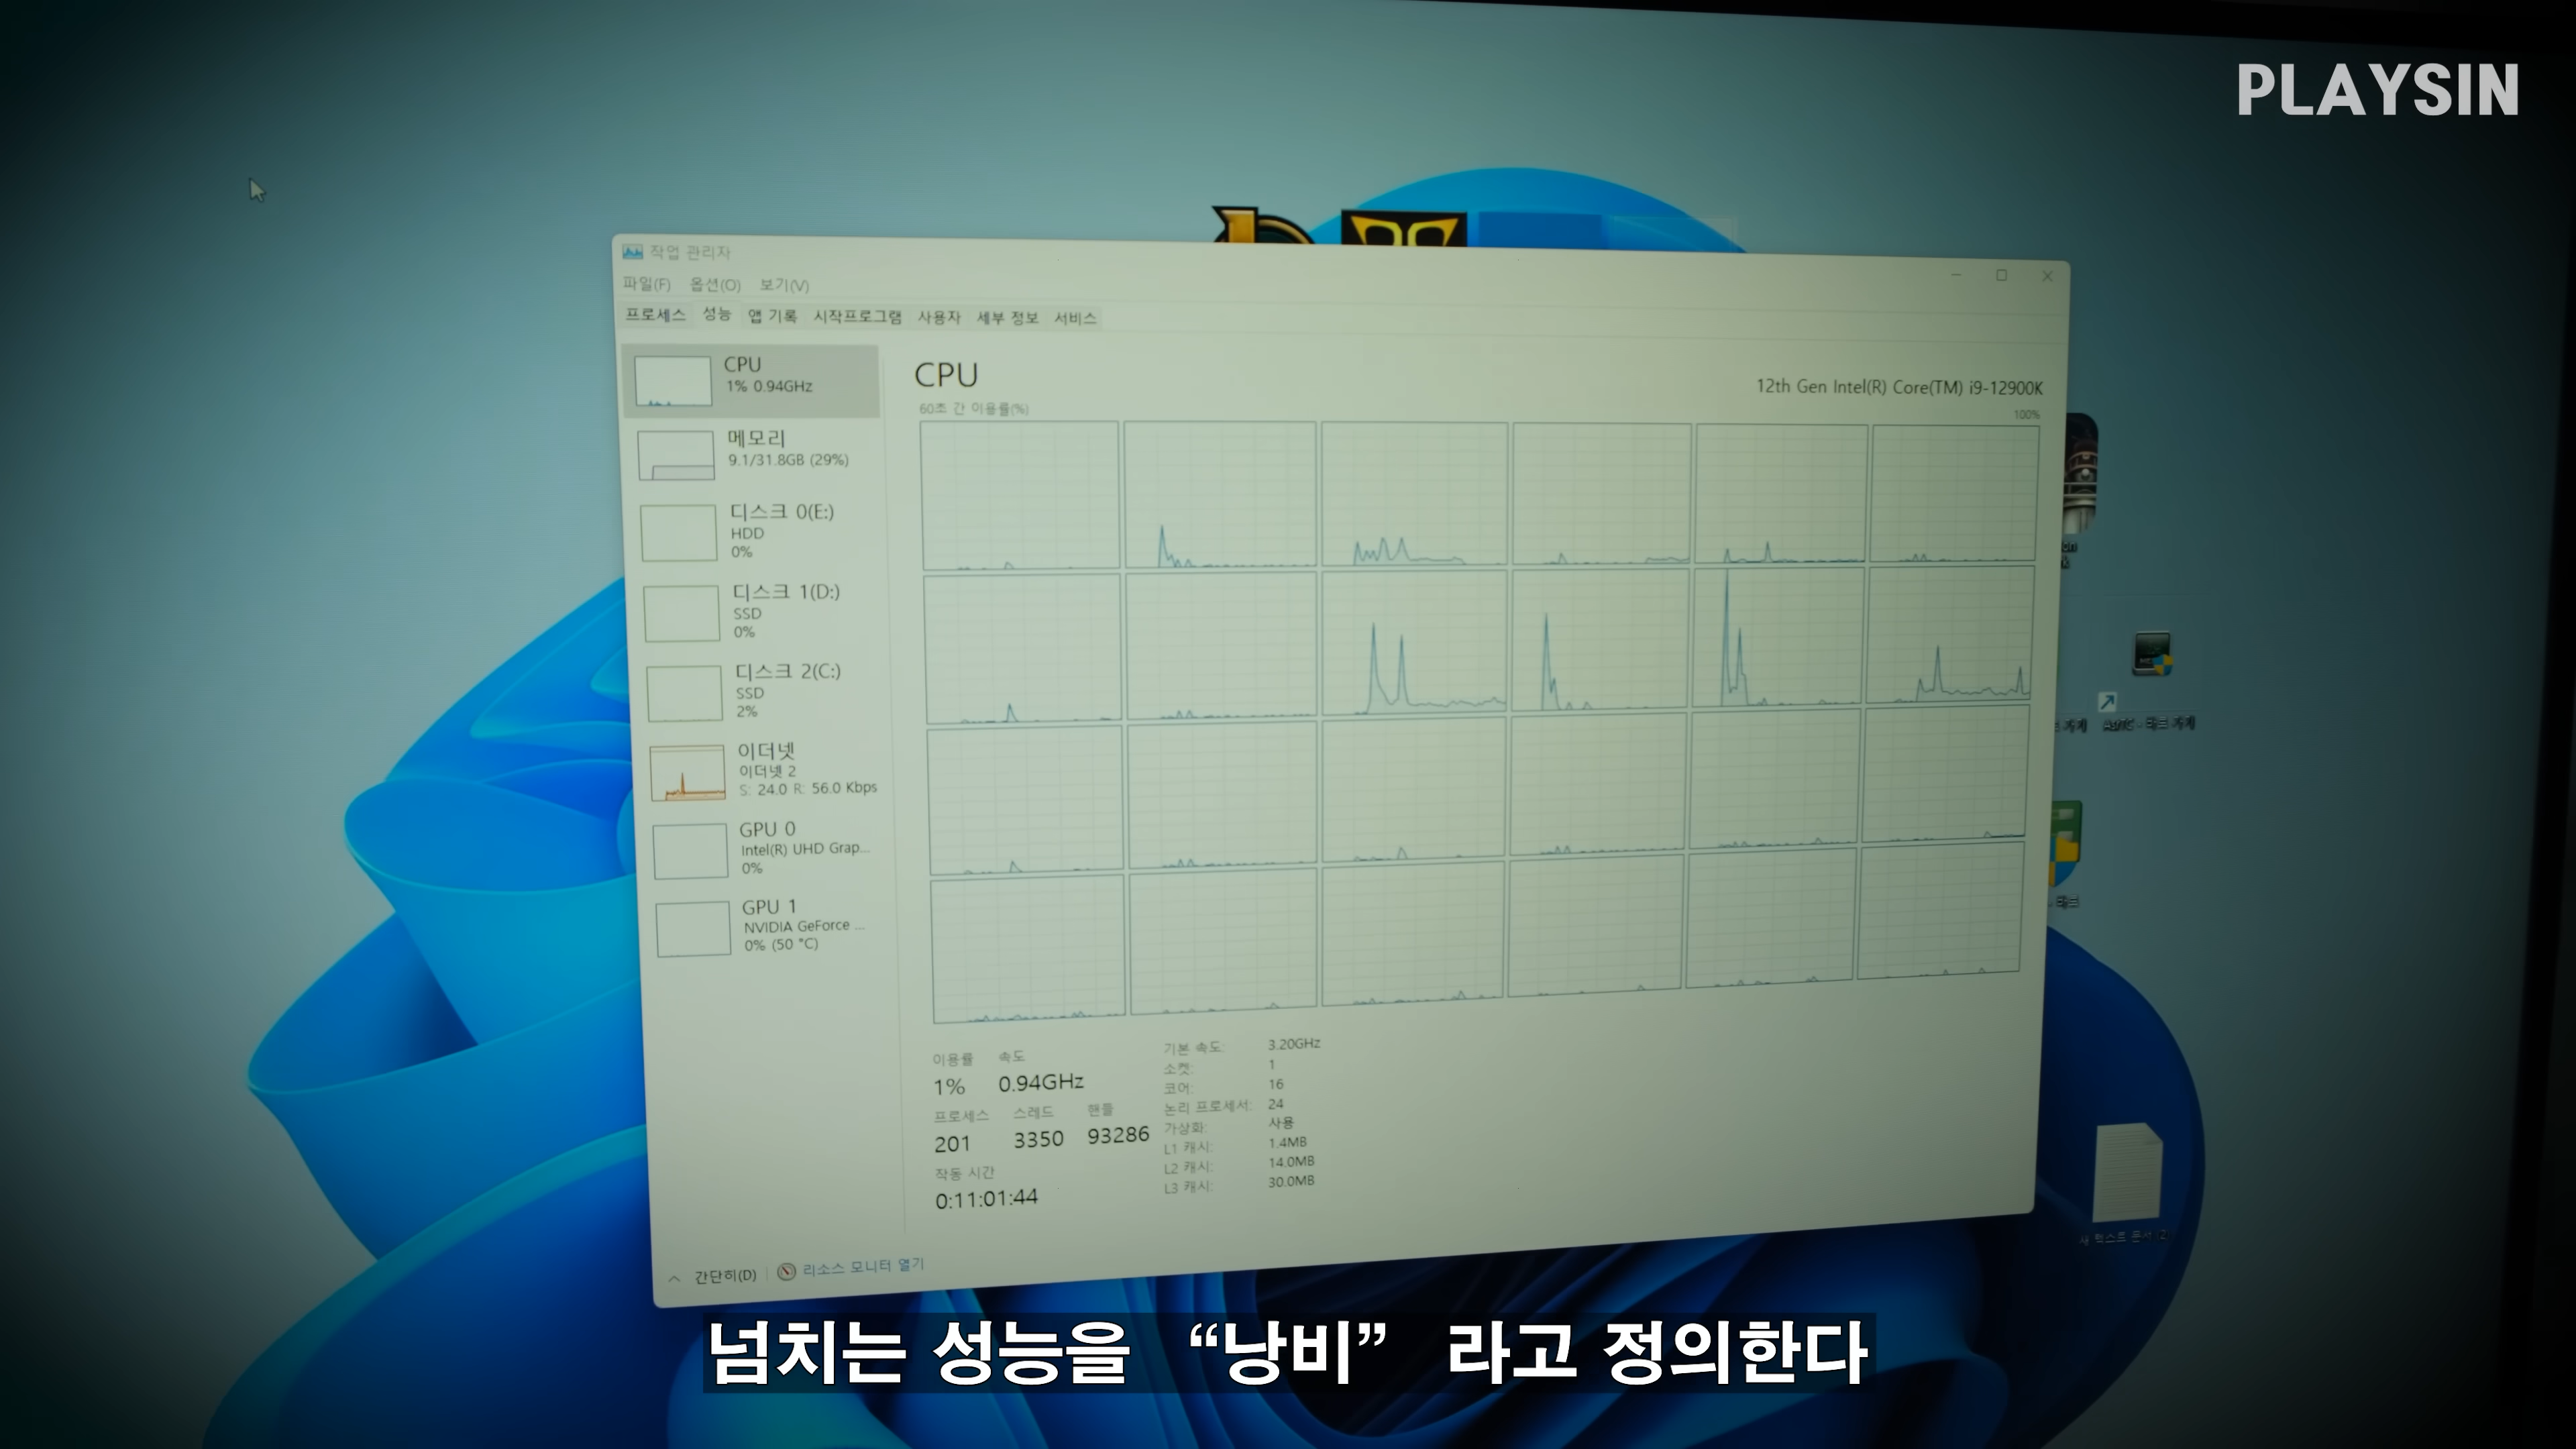 PLAYSIN
작업 관리자
파일(F) 옵션(O) 보기(V)
프로세스 성능 앱 기록 시작프로그램 사용자 세부 정보 서비스
CPU
1% 0.94GHz
메모리
9.1/31.8GB (29%)
디스크 0(E:)
HDD
0%
디스크 1(D:)
SSD
0%
디스크 2(C:)
SSD
2%
이더넷
이더넷 2
S: 24.0 R: 56.0 Kbps
GPU 0
Intel(R) UHD Grap...
0%
GPU 1
NVIDIA GeForce ...
0% (50 °C)
CPU
12th Gen Intel(R) Core(TM) i9-12900K
60초 간 이용률(%)
100%
이용률 속도
1% 0.94GHz
프로세스 스레드 핸들
201 3350 93286
작동 시간
0:11:01:44
기본 속도: 3.20GHz
소켓: 1
코어: 16
논리 프로세서: 24
가상화: 사용
L1 캐시: 1.4MB
L2 캐시: 14.0MB
L3 캐시: 30.0MB
간단히(D) 리소스 모니터 열기
새 텍스트 문서 (2)
넘치는 성능을 “낭비” 라고 정의한다